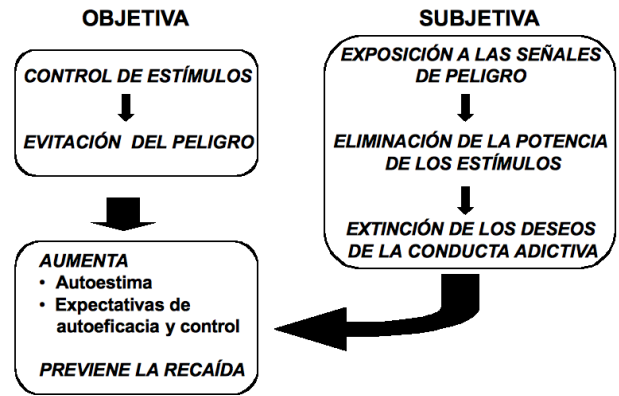 OBJETIVA
CONTROL DE ESTÍMULOS
EVITACIÓN DEL PELIGRO
SUBJETIVA
EXPOSICIÓN A LAS SEÑALES
DE PELIGRO
ELIMINACIÓN DE LA POTENCIA
DE LOS ESTÍMULOS
EXTINCIÓN DE LOS DESEOS
DE LA CONDUCTA ADICTIVA
AUMENTA
• Autoestima
• Expectativas de
autoeficacia y control
PREVIENE LA RECAÍDA